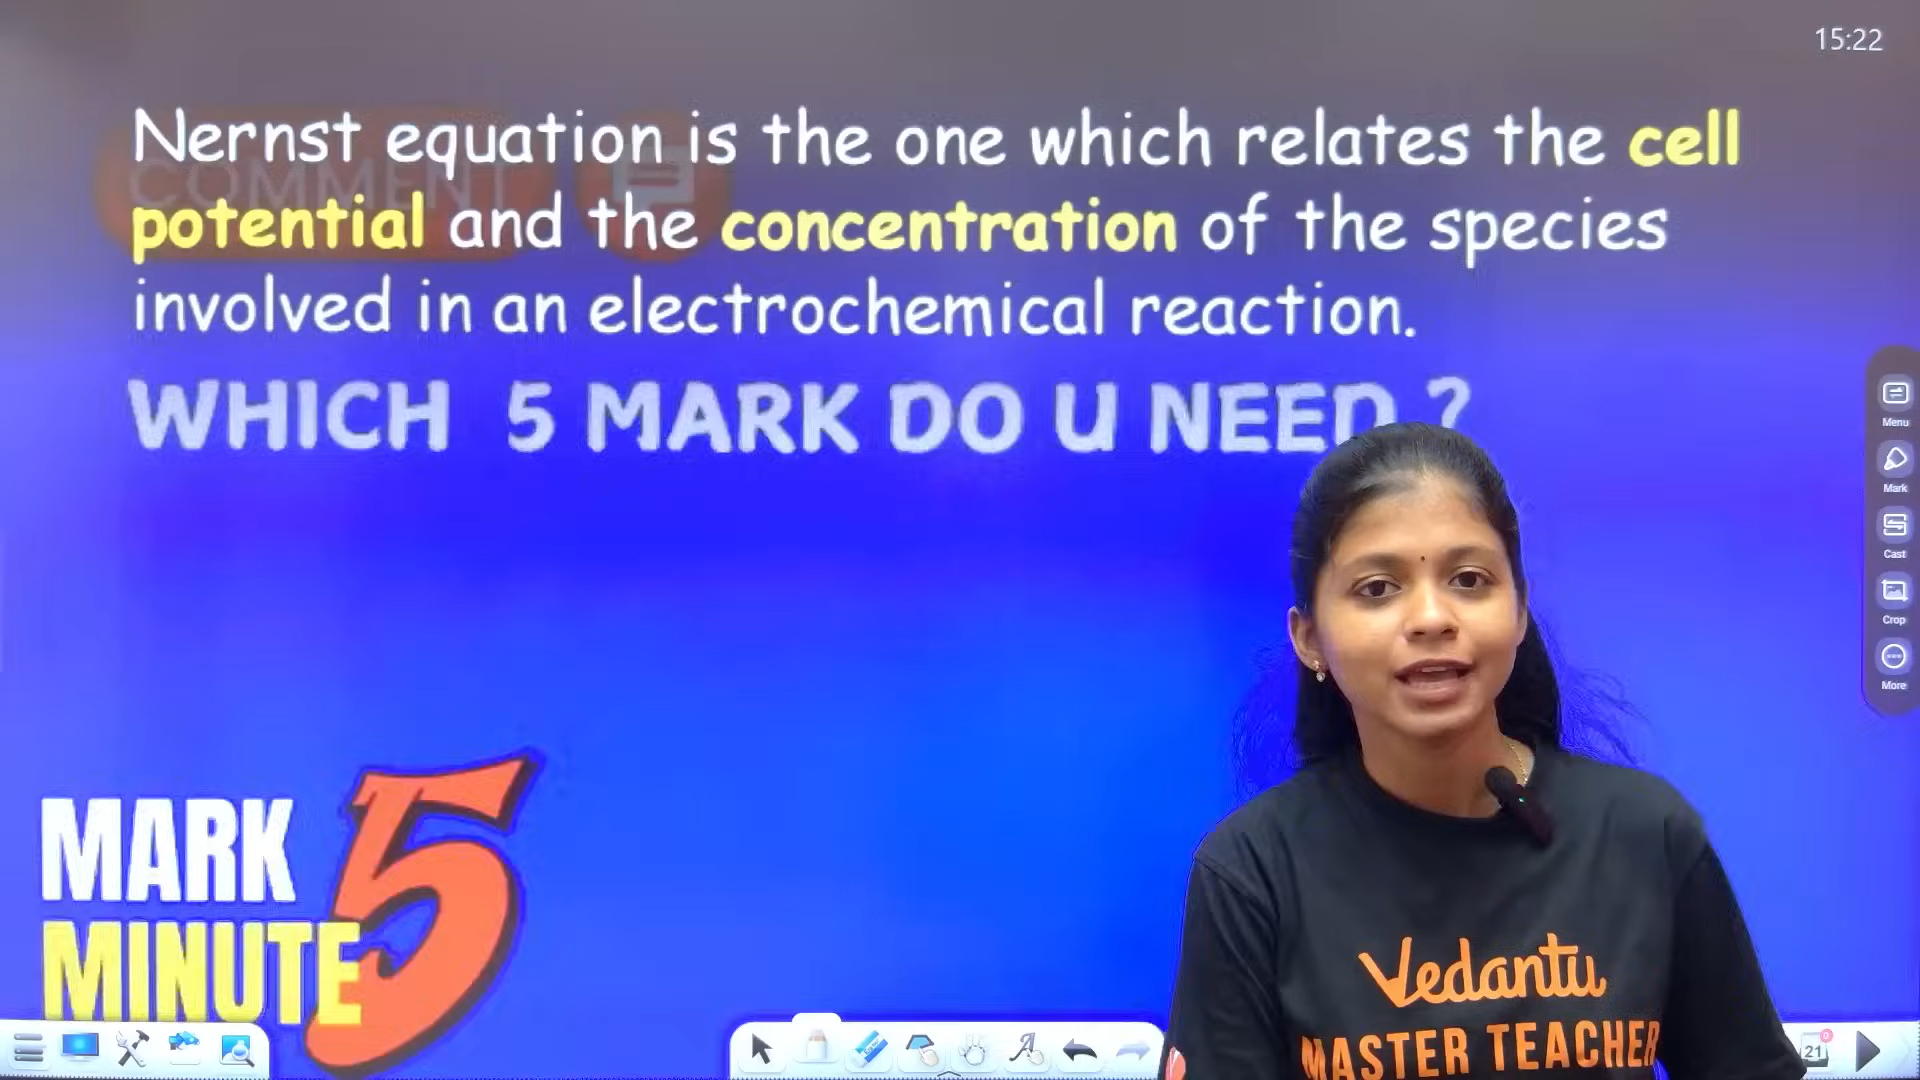 15:22
Nernst equation is the one which relates the cell
potential and the concentration of the species
involved in an electrochemical reaction.
COMMENT
WHICH 5 MARK DO U NEED ?
Menu
Mark
Cast
Crop
More
MARK 5
MINUTE
Vedantu
MASTER TEACHER
21
0